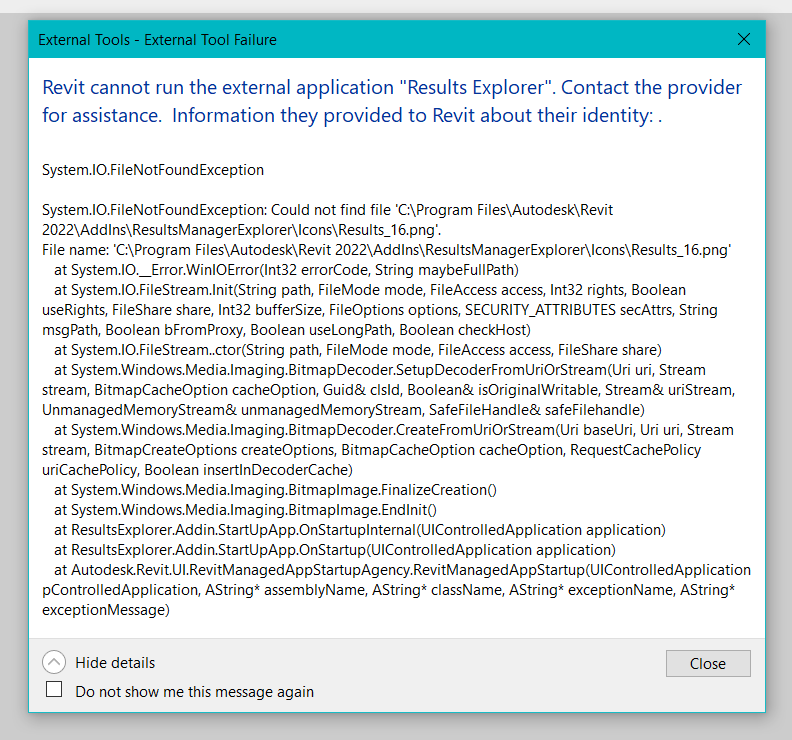 External Tools - External Tool Failure
Revit cannot run the external application "Results Explorer". Contact the provider
for assistance.  Information they provided to Revit about their identity: .
System.IO.FileNotFoundException
System.IO.FileNotFoundException: Could not find file 'C:\Program Files\Autodesk\Revit
2022\AddIns\ResultsManagerExplorer\Icons\Results_16.png'.
File name: 'C:\Program Files\Autodesk\Revit 2022\AddIns\ResultsManagerExplorer\Icons\Results_16.png'
   at System.IO.__Error.WinIOError(Int32 errorCode, String maybeFullPath)
   at System.IO.FileStream.Init(String path, FileMode mode, FileAccess access, Int32 rights, Boolean
useRights, FileShare share, Int32 bufferSize, FileOptions options, SECURITY_ATTRIBUTES secAttrs, String
msgPath, Boolean bFromProxy, Boolean useLongPath, Boolean checkHost)
   at System.IO.FileStream..ctor(String path, FileMode mode, FileAccess access, FileShare share)
   at System.Windows.Media.Imaging.BitmapDecoder.SetupDecoderFromUriOrStream(Uri uri, Stream
stream, BitmapCacheOption cacheOption, Guid& clsId, Boolean& isOriginalWritable, Stream& uriStream,
UnmanagedMemoryStream& unmanagedMemoryStream, SafeFileHandle& safeFilehandle)
   at System.Windows.Media.Imaging.BitmapDecoder.CreateFromUriOrStream(Uri baseUri, Uri uri, Stream
stream, BitmapCreateOptions createOptions, BitmapCacheOption cacheOption, RequestCachePolicy
uriCachePolicy, Boolean insertInDecoderCache)
   at System.Windows.Media.Imaging.BitmapImage.FinalizeCreation()
   at System.Windows.Media.Imaging.BitmapImage.EndInit()
   at ResultsExplorer.Addin.StartUpApp.OnStartupInternal(UIControlledApplication application)
   at ResultsExplorer.Addin.StartUpApp.OnStartup(UIControlledApplication application)
   at Autodesk.Revit.UI.RevitManagedAppStartupAgency.RevitManagedAppStartup(UIControlledApplication
pControlledApplication, AString* assemblyName, AString* className, AString* exceptionName, AString*
exceptionMessage)
Hide details
Close
Do not show me this message again